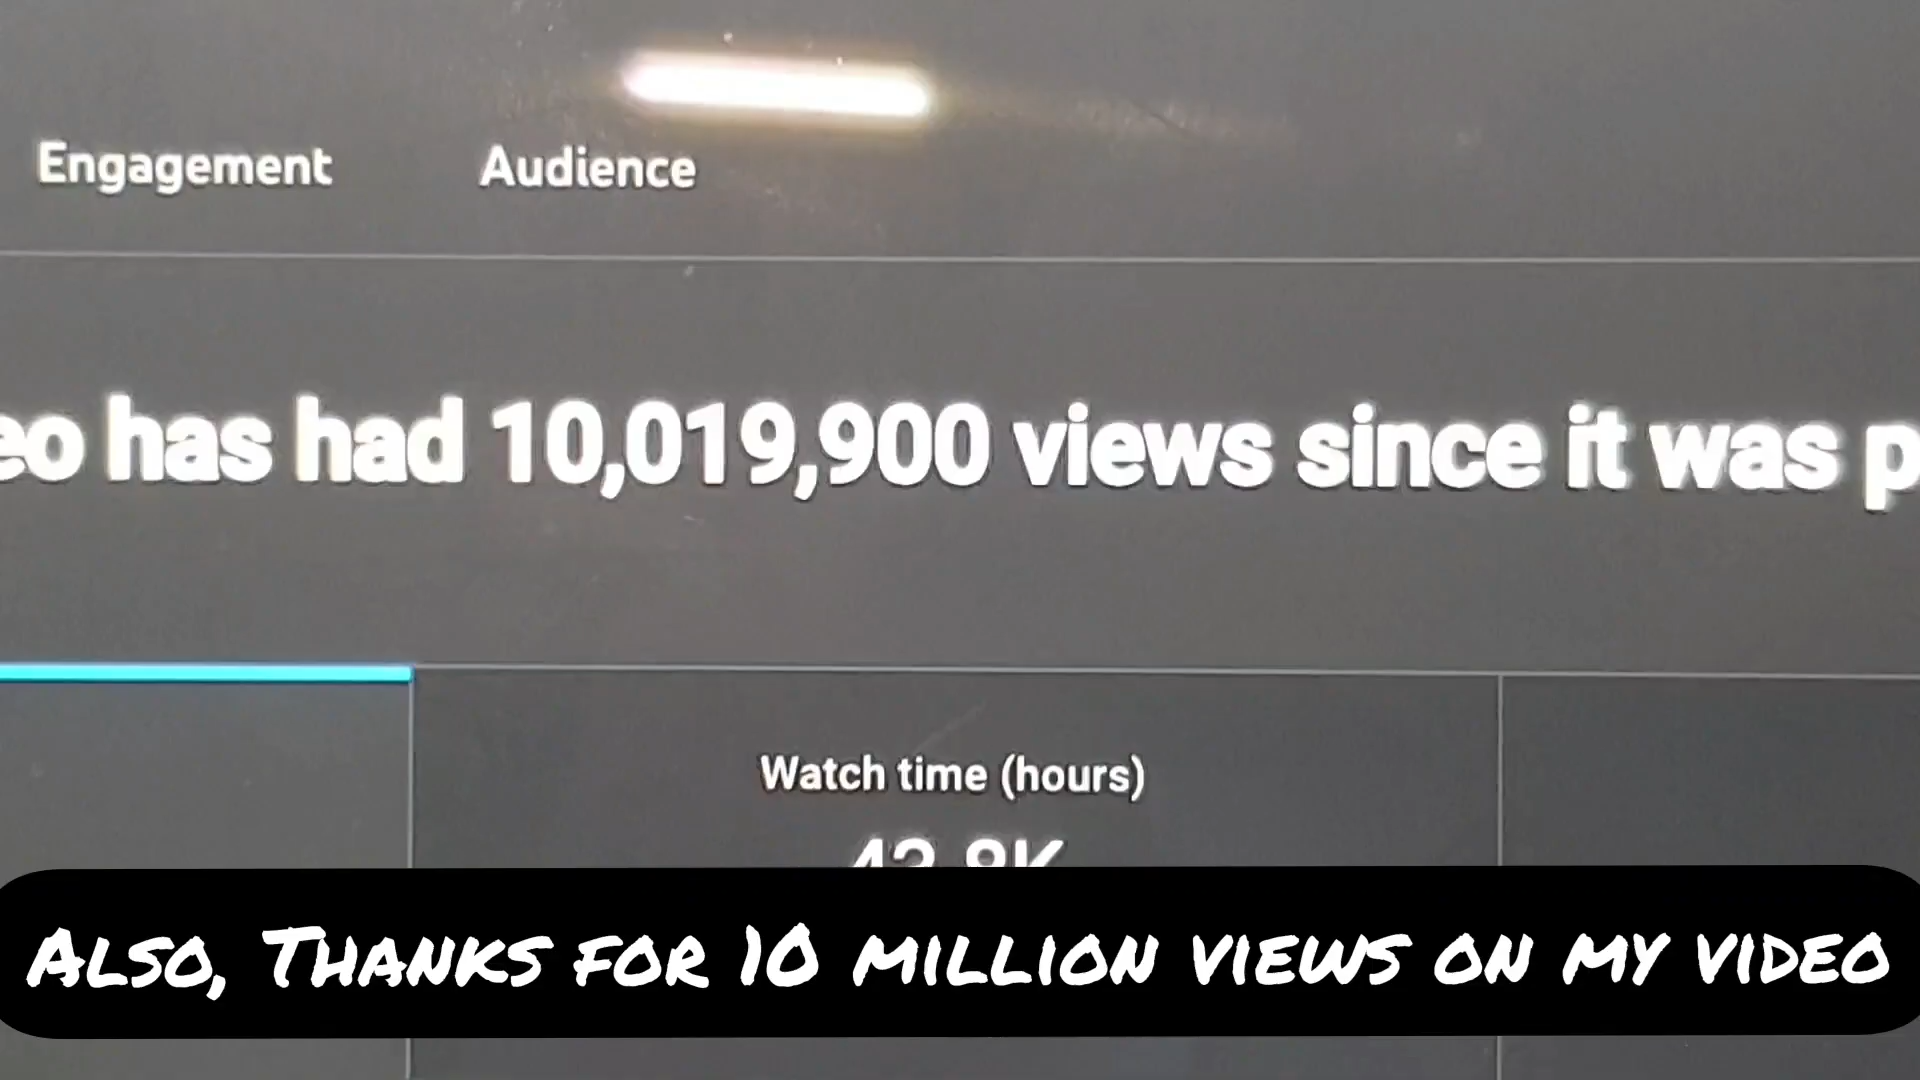 Engagement Audience
eo has had 10,019,900 views since it was p
Watch time (hours)
ALSO, THANKS FOR 10 MILLION VIEWS ON MY VIDEO